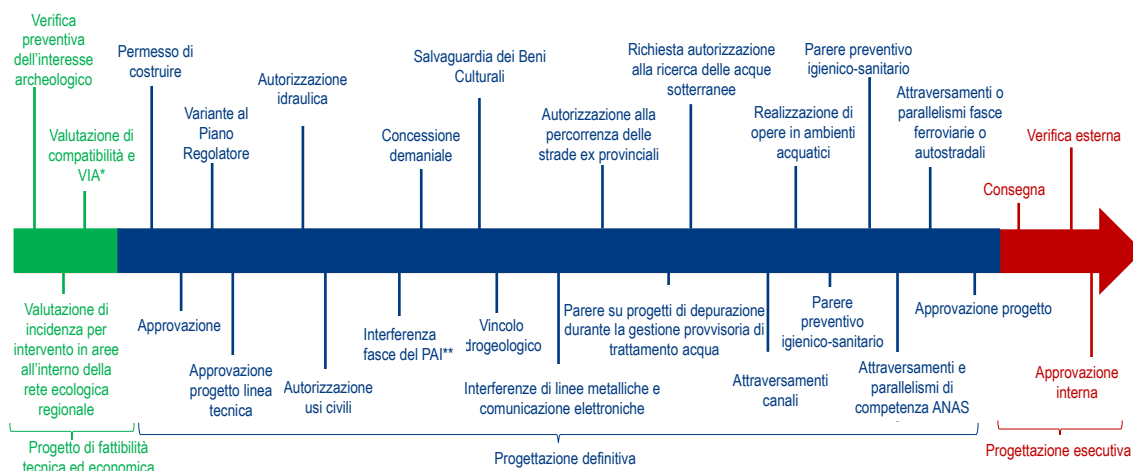 Verifica
preventiva
dell'interesse
archeologico
Valutazione di
compatibilità e
VIA*
Permesso di
costruire
Variante al
Piano
Regolatore
Autorizzazione
idraulica
Concessione
demaniale
Salvaguardia dei Beni
Culturali
Autorizzazione alla
percorrenza delle
strade ex provinciali
Richiesta autorizzazione
alla ricerca delle acque
sotterranee
Realizzazione di
opere in ambienti
acquatici
Parere preventivo
igienico-sanitario
Attraversamenti o
parallelismi fasce
ferroviarie o
autostradali
Consegna
Verifica esterna
Valutazione di
incidenza per
intervento in aree
all'interno della
rete ecologica
regionale
Approvazione
Approvazione
progetto linea
tecnica
Autorizzazione
usi civili
Interferenza
fasce del PAI**
Vincolo
drogeologico
Interferenze di linee metalliche e
comunicazione elettroniche
Parere su progetti di depurazione
durante la gestione provvisoria di
trattamento acqua
Attraversamenti
canali
Parere
preventivo
igienico-sanitario
Attraversamenti e
parallelismi di
competenza ANAS
Approvazione progetto
Approvazione
interna
Progetto di fattibilità
tecnica ed economica
Progettazione definitiva
Progettazione esecutiva